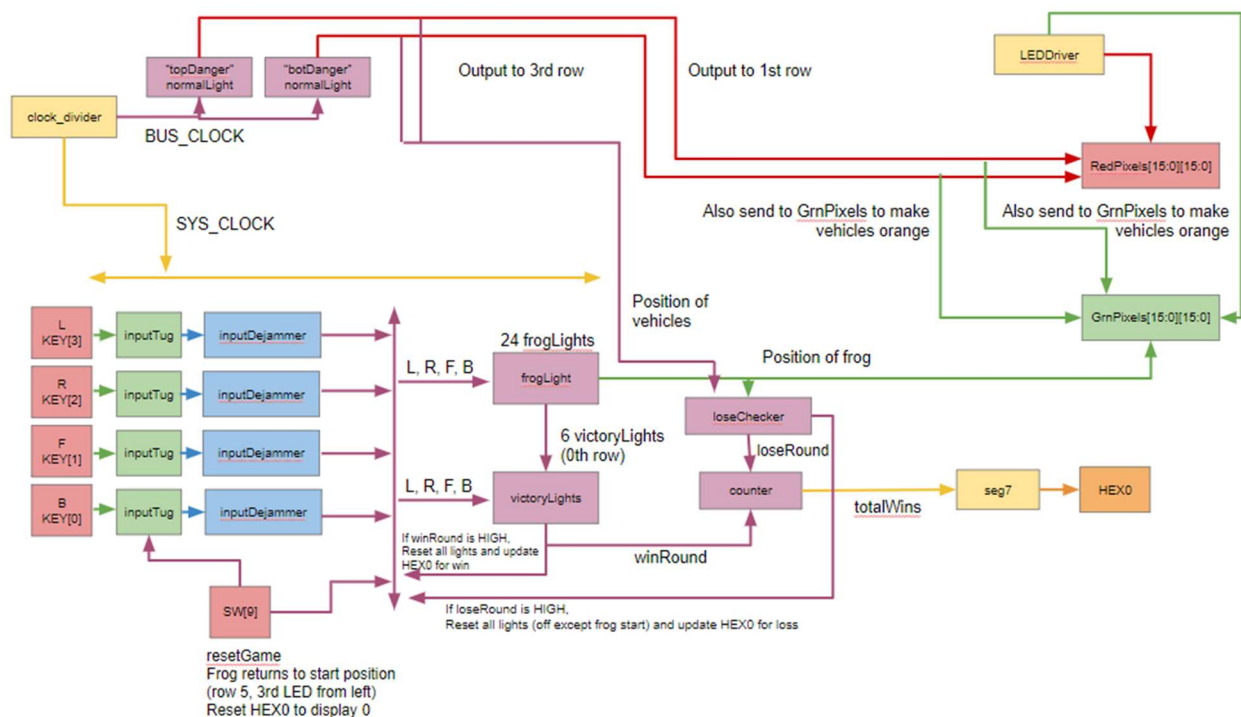 LEDDriver
"topDanger"
normalLight
"botDanger"
normalLight
Output to 3rd row
Output to 1st row
clock_divider
BUS_CLOCK
RedPixels[15:0][15:0]
SYS_CLOCK
Also send to GrnPixels to make
vehicles orange
Also send to GrnPixels to make
vehicles orange
Position of
vehicles
GrnPixels[15:0][15:0]
L
KEY[3]
inputTug
inputDejammer
24 frogLights
Position of frog
L, R, F, B
frogLight
R
KEY[2]
inputTug
inputDejammer
loseChecker
6 victoryLights
(0th row)
loseRound
F
KEY[1]
inputTug
inputDejammer
L, R, F, B
victoryLights
counter
seg7
HEX0
totalWins
B
KEY[0]
inputTug
inputDejammer
If winRound is HIGH,
Reset all lights and update
HEX0 for win
winRound
SW[9]
If loseRound is HIGH,
Reset all lights (off except frog start) and update HEX0 for loss
resetGame
Frog returns to start position
(row 5, 3rd LED from left)
Reset HEX0 to display 0